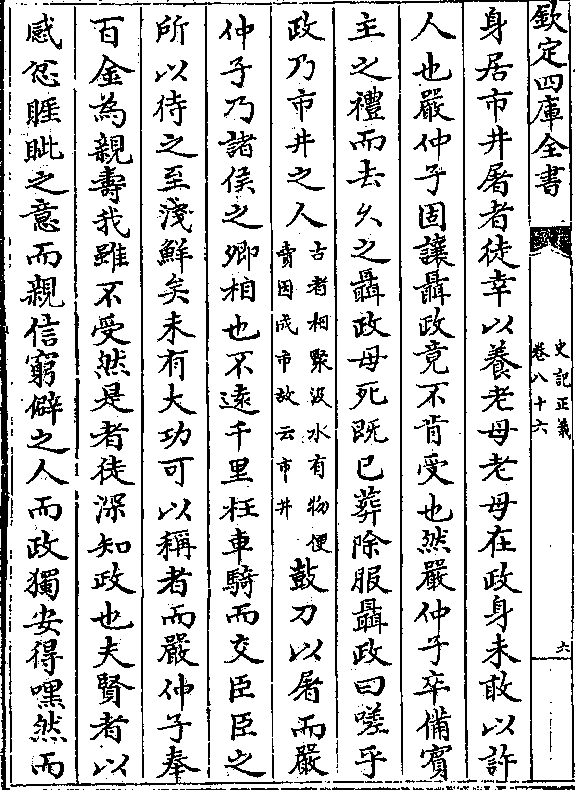 欽定四庫全書
史記正義
卷八十六
六
身居市井屠者徒幸以養老母老母在政身未敢以許
人也嚴仲子固讓聶政竟不肯受也然嚴仲子卒備賓
主之禮而去久之聶政母死既已葬除服聶政曰嗟乎
政乃市井之人古者相聚汲水有物便賣因成市故云市井鼓刀以屠而嚴
仲子乃諸侯之卿相也不逺千里枉車騎而交臣臣之
所以待之至淺鮮矣未有大功可以稱者而嚴仲子奉
百金為親壽我雖不受然是者徒深知政也夫賢者以
感忿睚眦之意而親信窮僻之人而政獨安得嘿然而